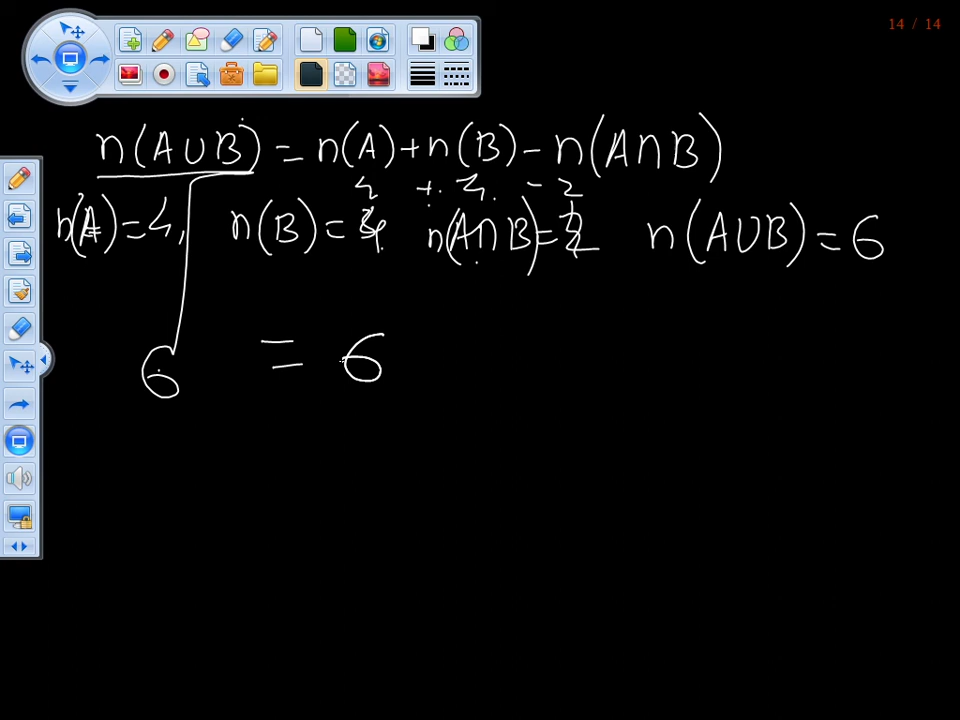 14 / 14
n(A∪B) = n(A) + n(B) - n(A∩B)
4 + 4 - 2
n(A) = 4, n(B) = 4 n(A∩B) = 2 n(A∪B) = 6
6 = 6